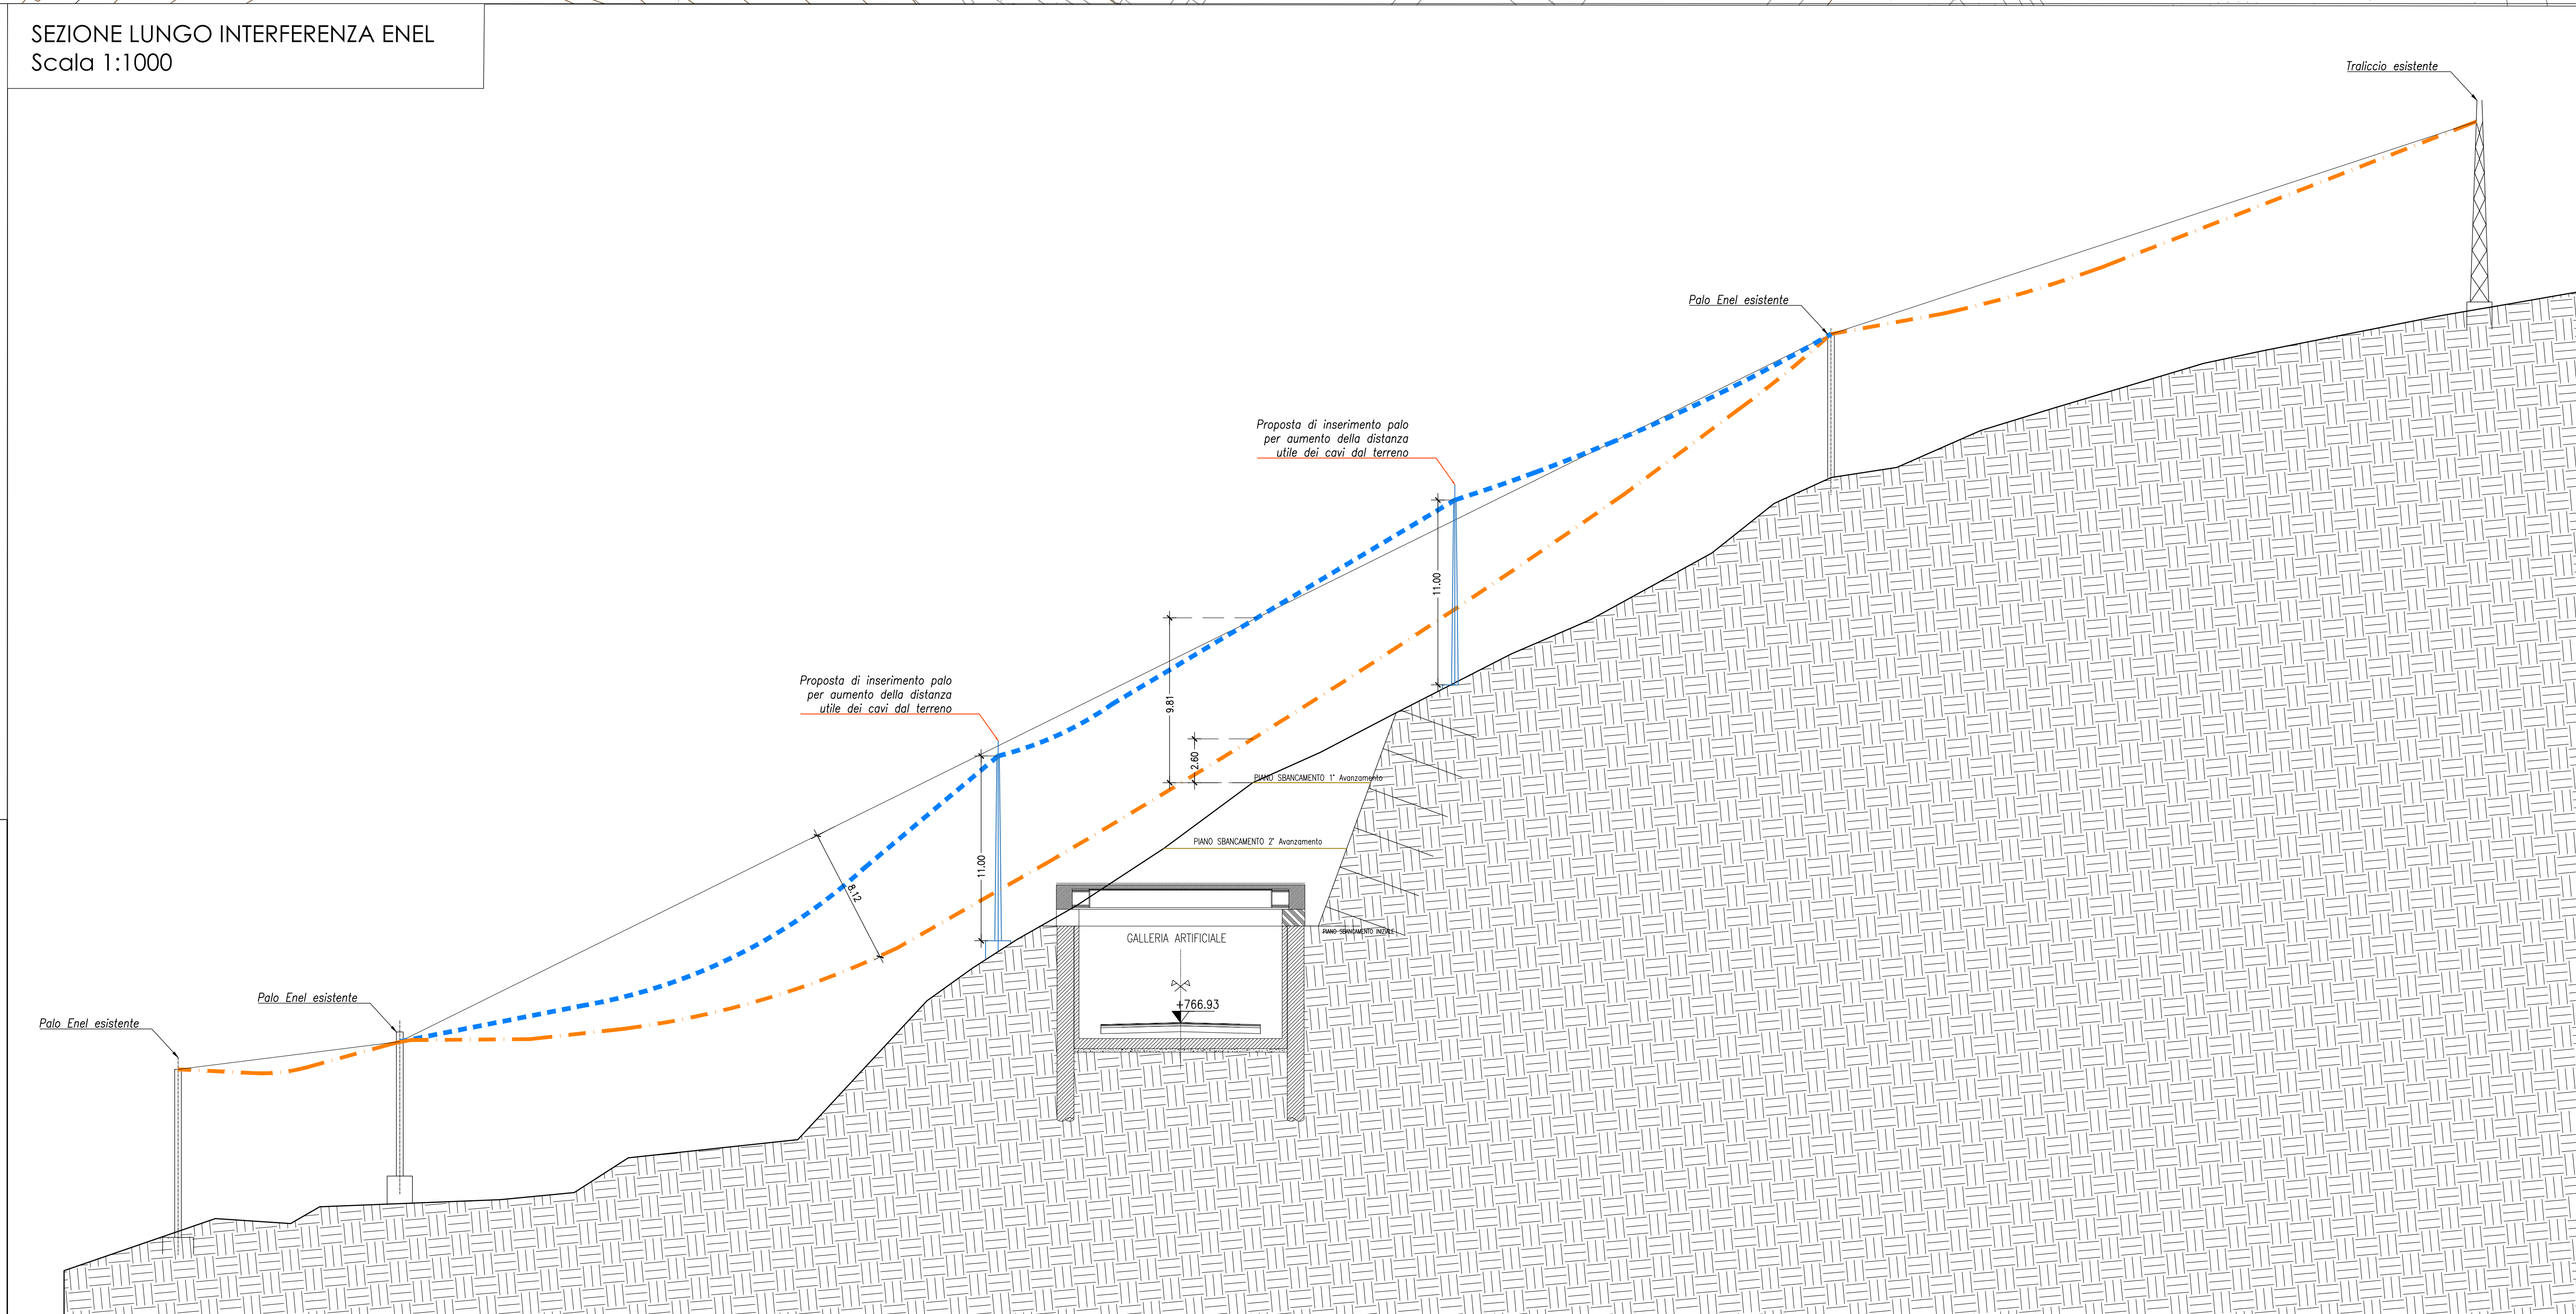 SEZIONE LUNGO INTERFERENZA ENEL
Scala 1:1000
Traliccio esistente
Palo Enel esistente
Proposta di inserimento palo
per aumento della distanza
utile dei cavi dal terreno
11.00
9.81
Proposta di inserimento palo
per aumento della distanza
utile dei cavi dal terreno
2.60
PIANO SBANCAMENTO 1° Avanzamento
PIANO SBANCAMENTO 2° Avanzamento
11.00
8.12
PIANO SBANCAMENTO INIZIALE
GALLERIA ARTIFICIALE
+766.93
Palo Enel esistente
Palo Enel esistente